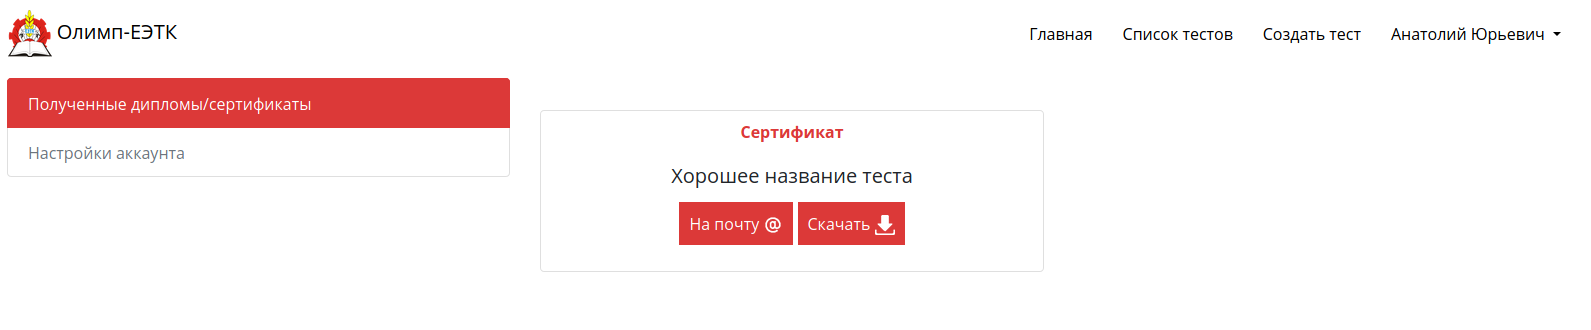 Олимп-ЕЭТК
Главная Список тестов Создать тест Анатолий Юрьевич
Полученные дипломы/сертификаты
Настройки аккаунта
Сертификат
Хорошее название теста
На почту @ Скачать